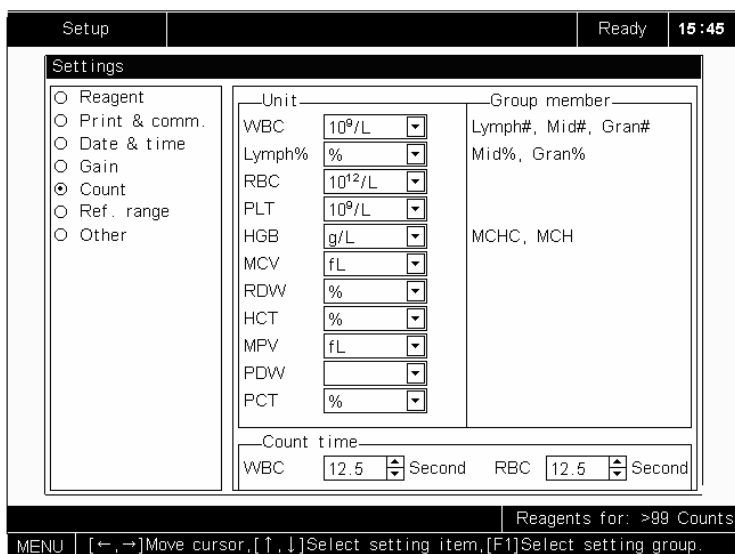 Setup Ready 15:45
Settings
Reagent
Print & comm.
Date & time
Gain
Count
Ref. range
Other
Unit Group member
WBC 10⁹/L Lymph#, Mid#, Gran#
Lymph% % Mid%, Gran%
RBC 10¹²/L
PLT 10⁹/L
HGB g/L MCHC, MCH
MCV fL
RDW %
HCT %
MPV fL
PDW
PCT %
Count time
WBC 12.5 Second RBC 12.5 Second
Reagents for: >99 Counts
MENU [←,→]Move cursor,[↑,↓]Select setting item,[F1]Select setting group.